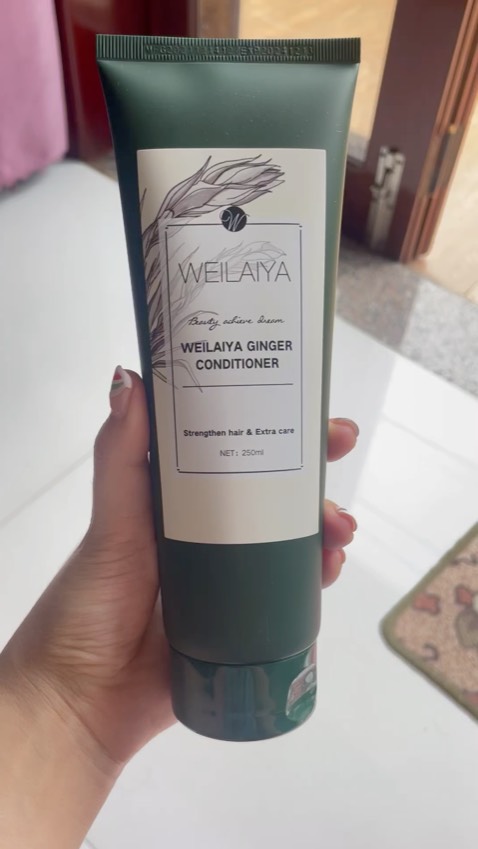 W
WEILAIYA
Beauty achieve dream
WEILAIYA GINGER
CONDITIONER
Strengthen hair & Extra care
NET: 250ml